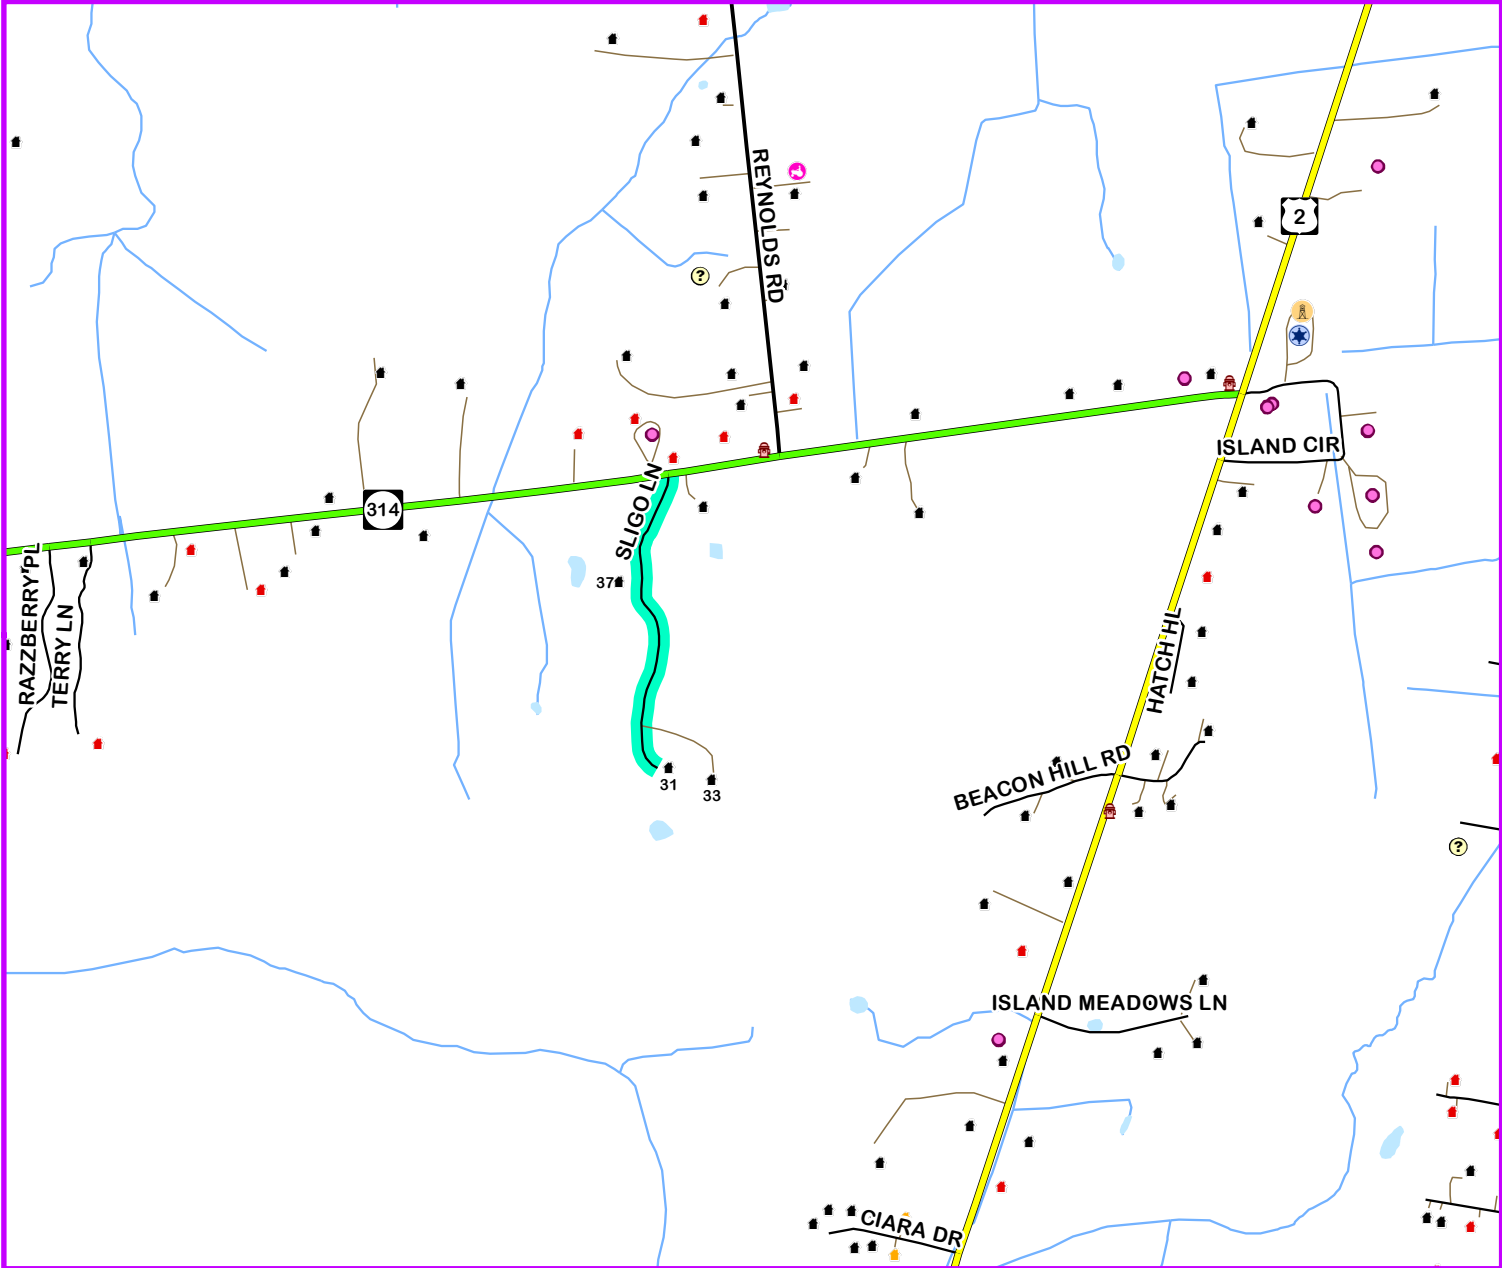 REYNOLDS RD
2
?
ISLAND CIR
SLIGO LN
314
RAZZBERRY PL
TERRY LN
37
HATCH HL
BEACON HILL RD
31
33
?
ISLAND MEADOWS LN
CIARA DR